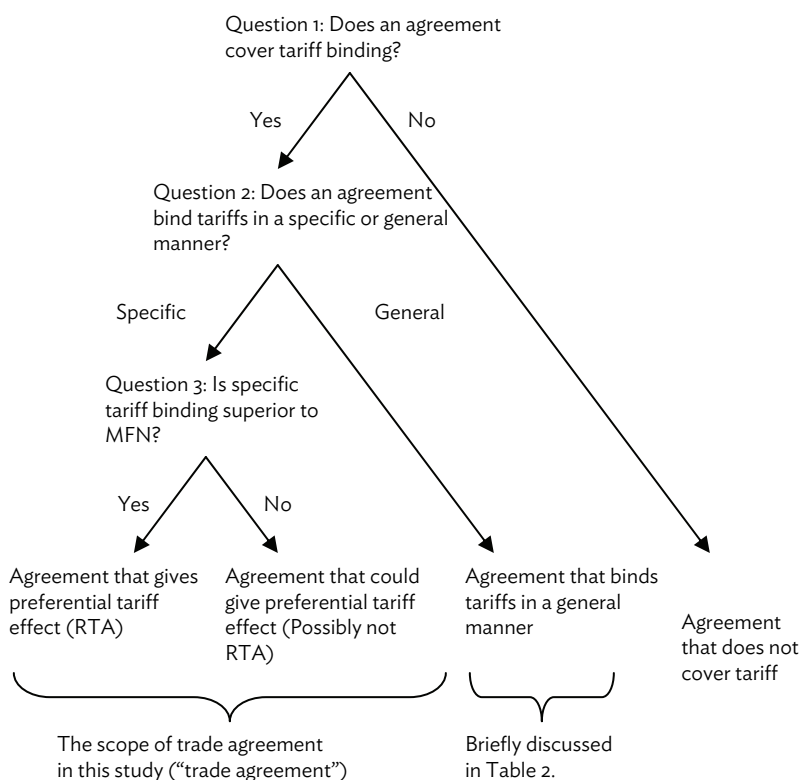 Question 1: Does an agreement
cover tariff binding?
Yes
No
Question 2: Does an agreement
bind tariffs in a specific or general
manner?
Specific
General
Question 3: Is specific
tariff binding superior to
MFN?
Yes
No
Agreement that gives
preferential tariff
effect (RTA)
Agreement that could
give preferential tariff
effect (Possibly not
RTA)
Agreement that binds
tariffs in a general
manner
Agreement
that does not
cover tariff
The scope of trade agreement
in this study (“trade agreement”)
Briefly discussed
in Table 2.